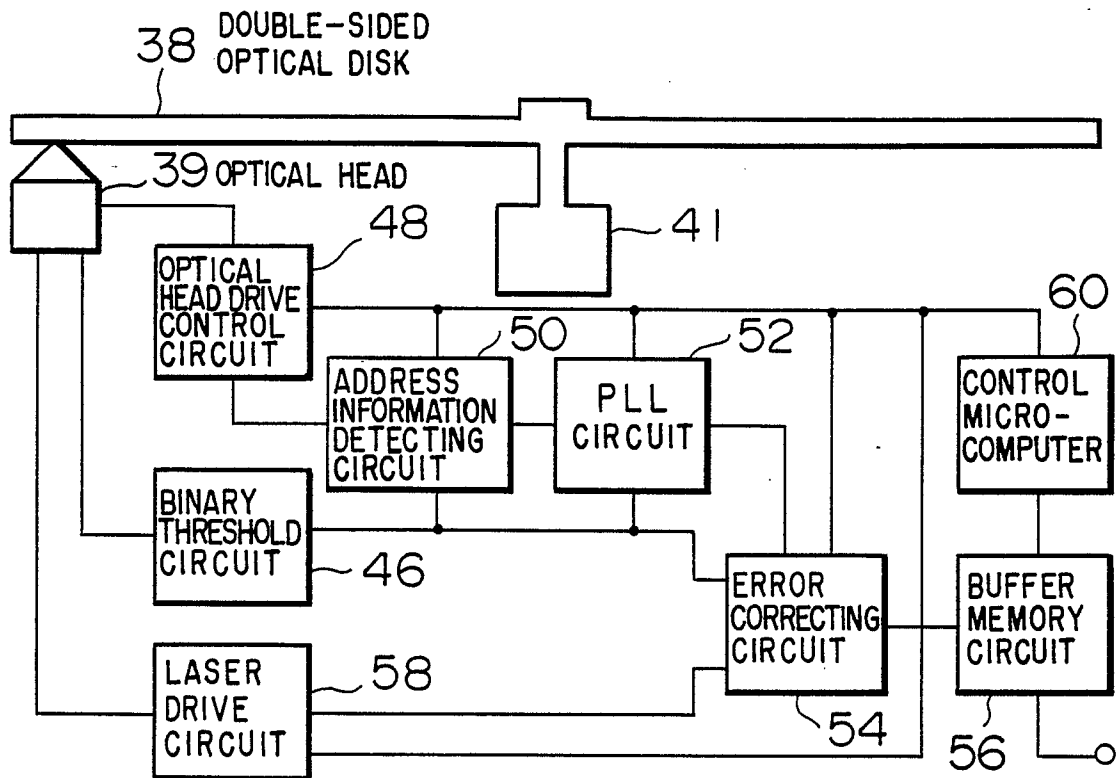 38 DOUBLE-SIDED
OPTICAL DISK
39 OPTICAL HEAD
41
48
OPTICAL
HEAD DRIVE
CONTROL
CIRCUIT
50
ADDRESS
INFORMATION
DETECTING
CIRCUIT
52
PLL
CIRCUIT
60
CONTROL
MICRO-
COMPUTER
BINARY
THRESHOLD
CIRCUIT
46
ERROR
CORRECTING
CIRCUIT
54
BUFFER
MEMORY
CIRCUIT
56
LASER
DRIVE
CIRCUIT
58